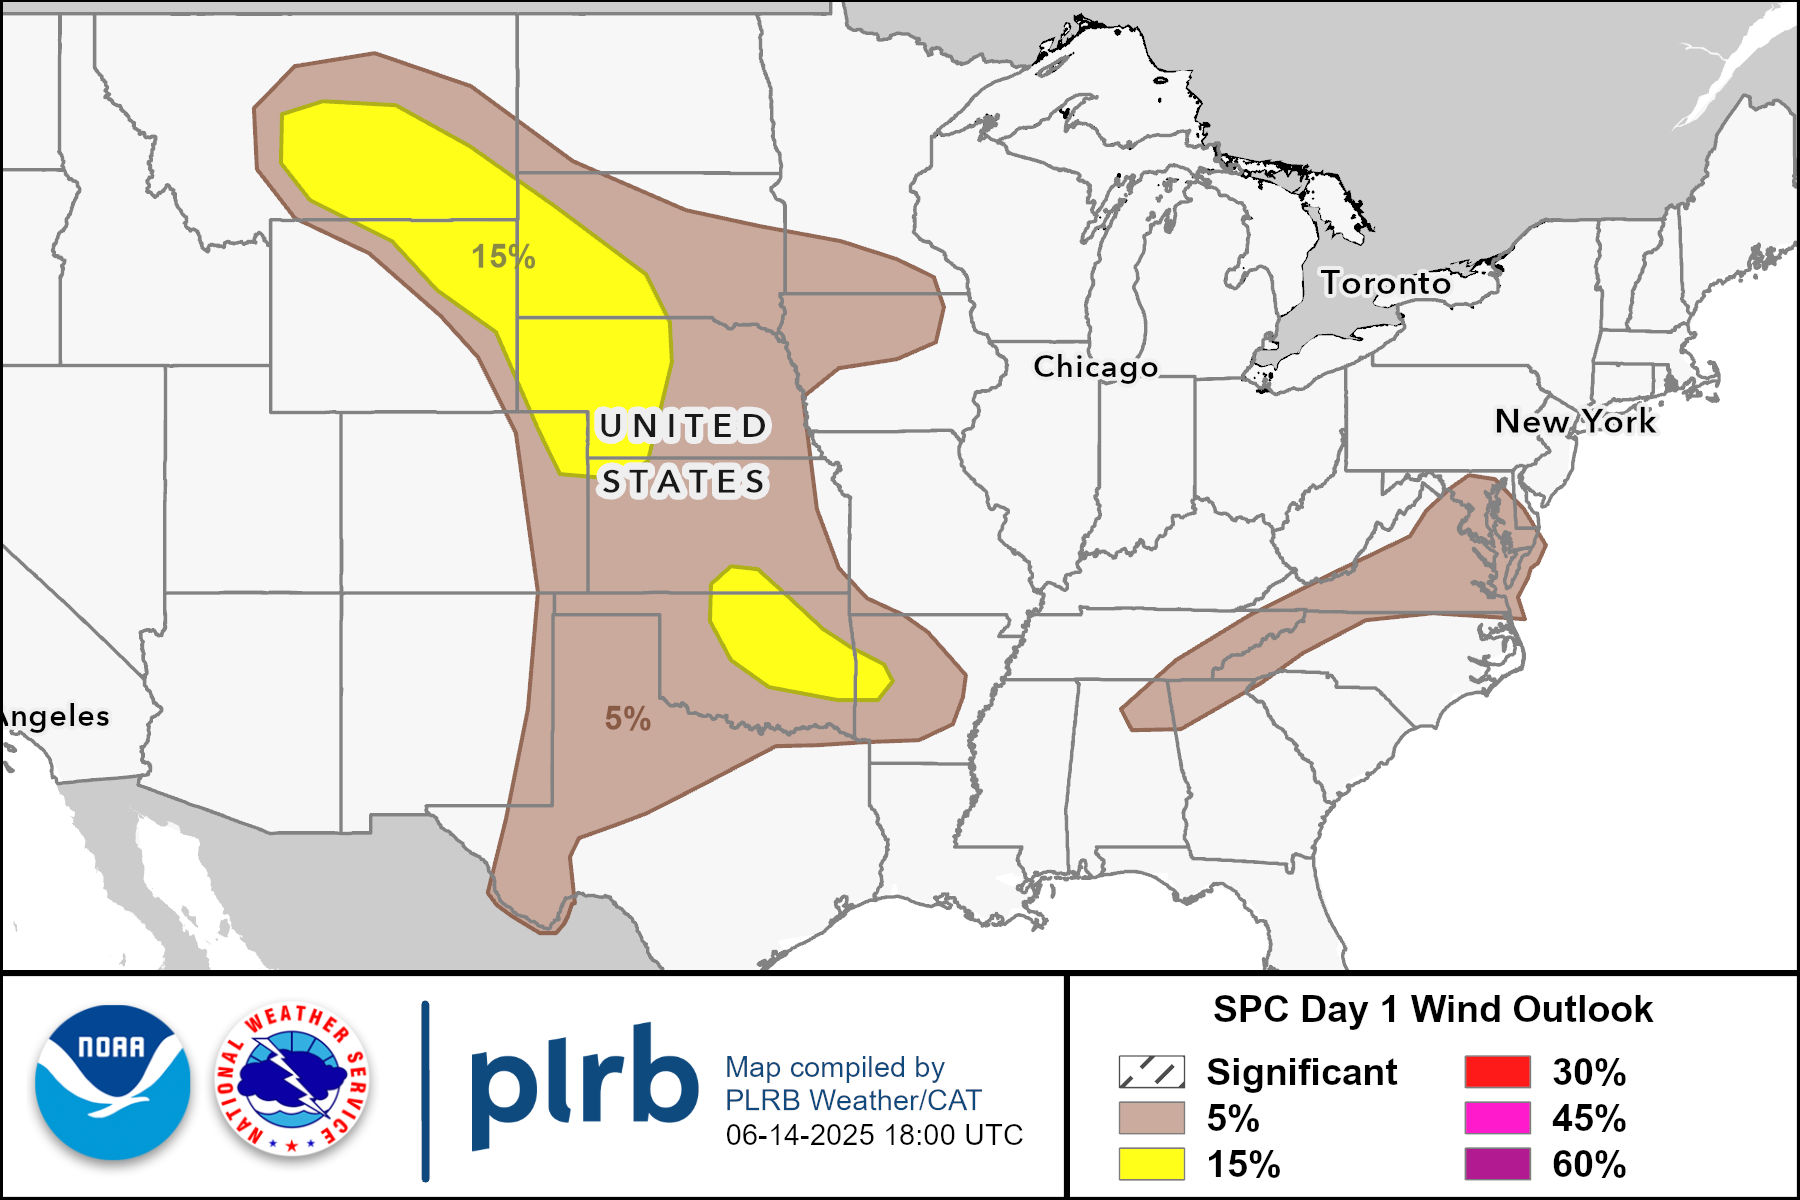 15%
Toronto
Chicago
UNITED
STATES
New York
Angeles
5%
NOAA
NATIONAL WEATHER SERVICE
plrb
Map compiled by
PLRB Weather/CAT
06-14-2025 18:00 UTC
SPC Day 1 Wind Outlook
Significant
5%
15%
30%
45%
60%